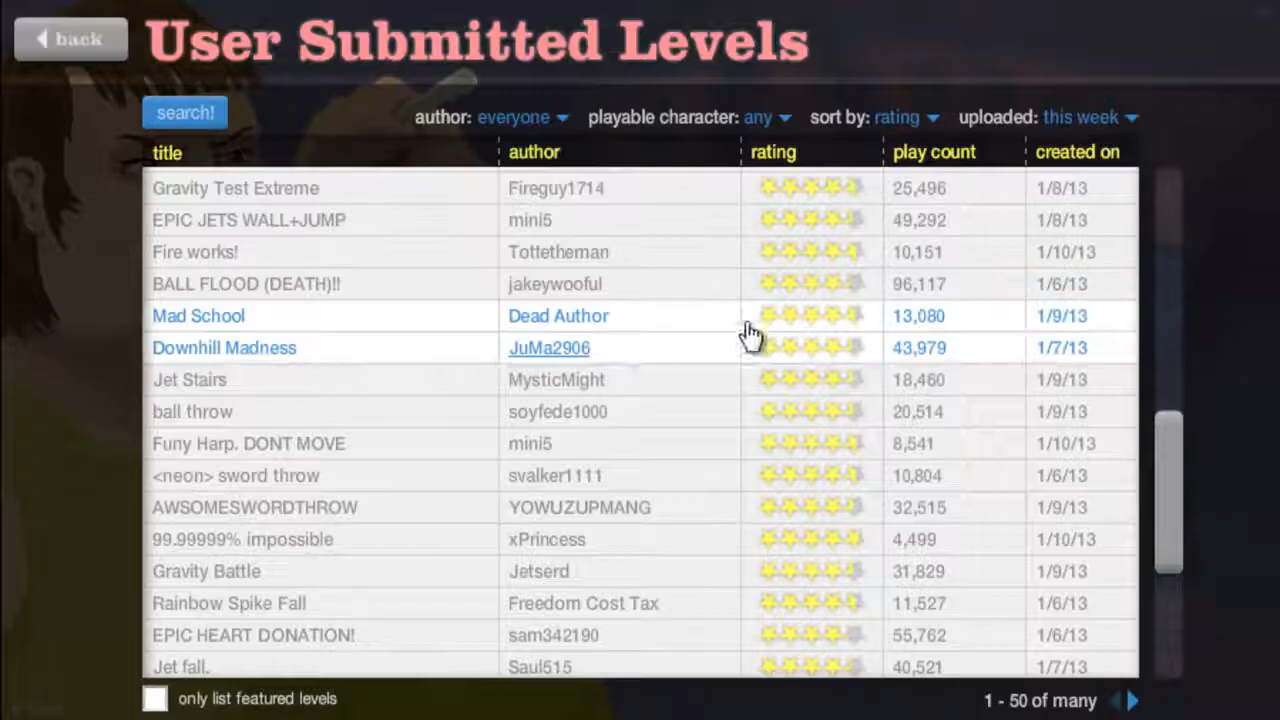 back
User Submitted Levels
search!
author: everyone playable character: any sort by: rating uploaded: this week
title author rating play count created on
Gravity Test Extreme Fireguy1714 25,496 1/8/13
EPIC JETS WALL+JUMP mini5 49,292 1/8/13
Fire works! Tottetheman 10,151 1/10/13
BALL FLOOD (DEATH)!! jakeywooful 96,117 1/6/13
Mad School Dead Author 13,080 1/9/13
Downhill Madness JuMa2906 43,979 1/7/13
Jet Stairs MysticMight 18,460 1/9/13
ball throw soyfede1000 20,514 1/9/13
Funy Harp. DONT MOVE mini5 8,541 1/10/13
<neon> sword throw svalker1111 10,804 1/6/13
AWSOMESWORDTHROW YOWUZUPMANG 32,515 1/9/13
99.99999% impossible xPrincess 4,499 1/10/13
Gravity Battle Jetserd 31,829 1/9/13
Rainbow Spike Fall Freedom Cost Tax 11,527 1/6/13
EPIC HEART DONATION! sam342190 55,762 1/6/13
Jet fall. Saul515 40,521 1/7/13
only list featured levels 1 - 50 of many